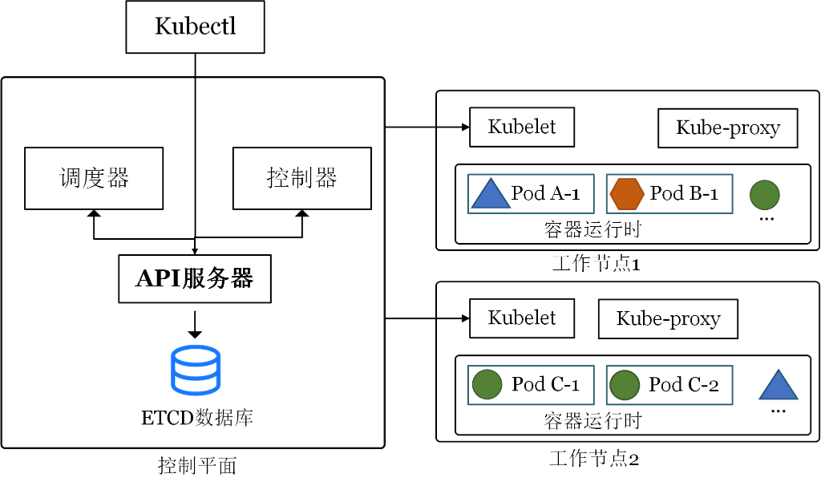 Kubectl
调度器
控制器
API服务器
ETCD数据库
控制平面
Kubelet
Kube-proxy
Pod A-1
Pod B-1
...
容器运行时
工作节点1
Kubelet
Kube-proxy
Pod C-1
Pod C-2
...
容器运行时
工作节点2